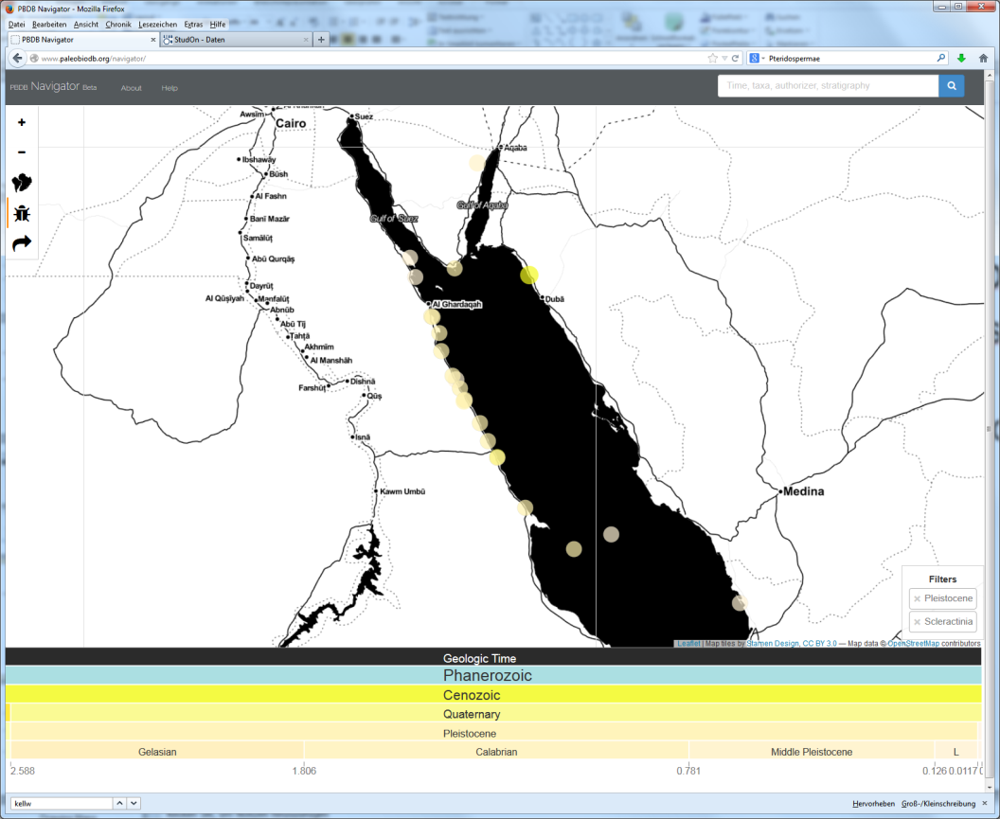 PBDB Navigator - Mozilla Firefox
Datei Bearbeiten Ansicht Chronik Lesezeichen Extras Hilfe
PBDB Navigator × StudOn - Daten × +
www.paleobiodb.org/navigator/ Pteridospermae
PBDB Navigator Beta About Help Time, taxa, authorizer, stratigraphy
Awsim
Suez
Cairo
Aqaba
Ibshawāy
Būsh
Al Fashn
Gulf of Aqaba
Banī Mazār
Gulf of Suez
Samālūţ
Abū Qurqāş
Dayrūţ
Al Qūşīyah
Manfalūţ
Dubā
Al Ghardaqah
Abnūb
Abū Tīj
Ţahţā
Akhmīm
Al Manshāh
Farshūţ
Dishnā
Qūş
Isnā
Kawm Umbū
Medina
Filters
× Pleistocene
× Scleractinia
Leaflet | Map tiles by Stamen Design, CC BY 3.0 — Map data © OpenStreetMap contributors
Geologic Time
Phanerozoic
Cenozoic
Quaternary
Pleistocene
Gelasian Calabrian Middle Pleistocene L
2.588 1.806 0.781 0.126 0.0117 0
kellw Hervorheben Groß-/Kleinschreibung ×